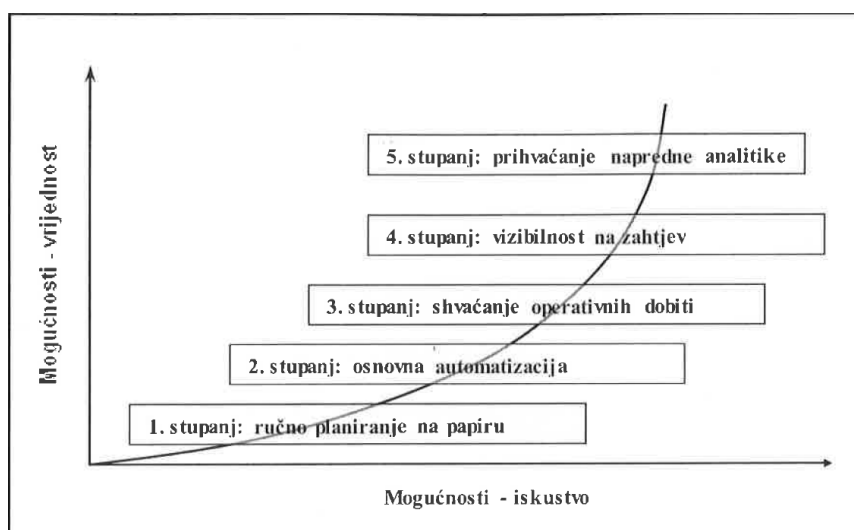 Mogućnosti - vrijednost
5. stupanj: prihvaćanje napredne analitike
4. stupanj: vizibilnost na zahtjev
3. stupanj: shvaćanje operativnih dobiti
2. stupanj: osnovna automatizacija
1. stupanj: ručno planiranje na papiru
Mogućnosti - iskustvo